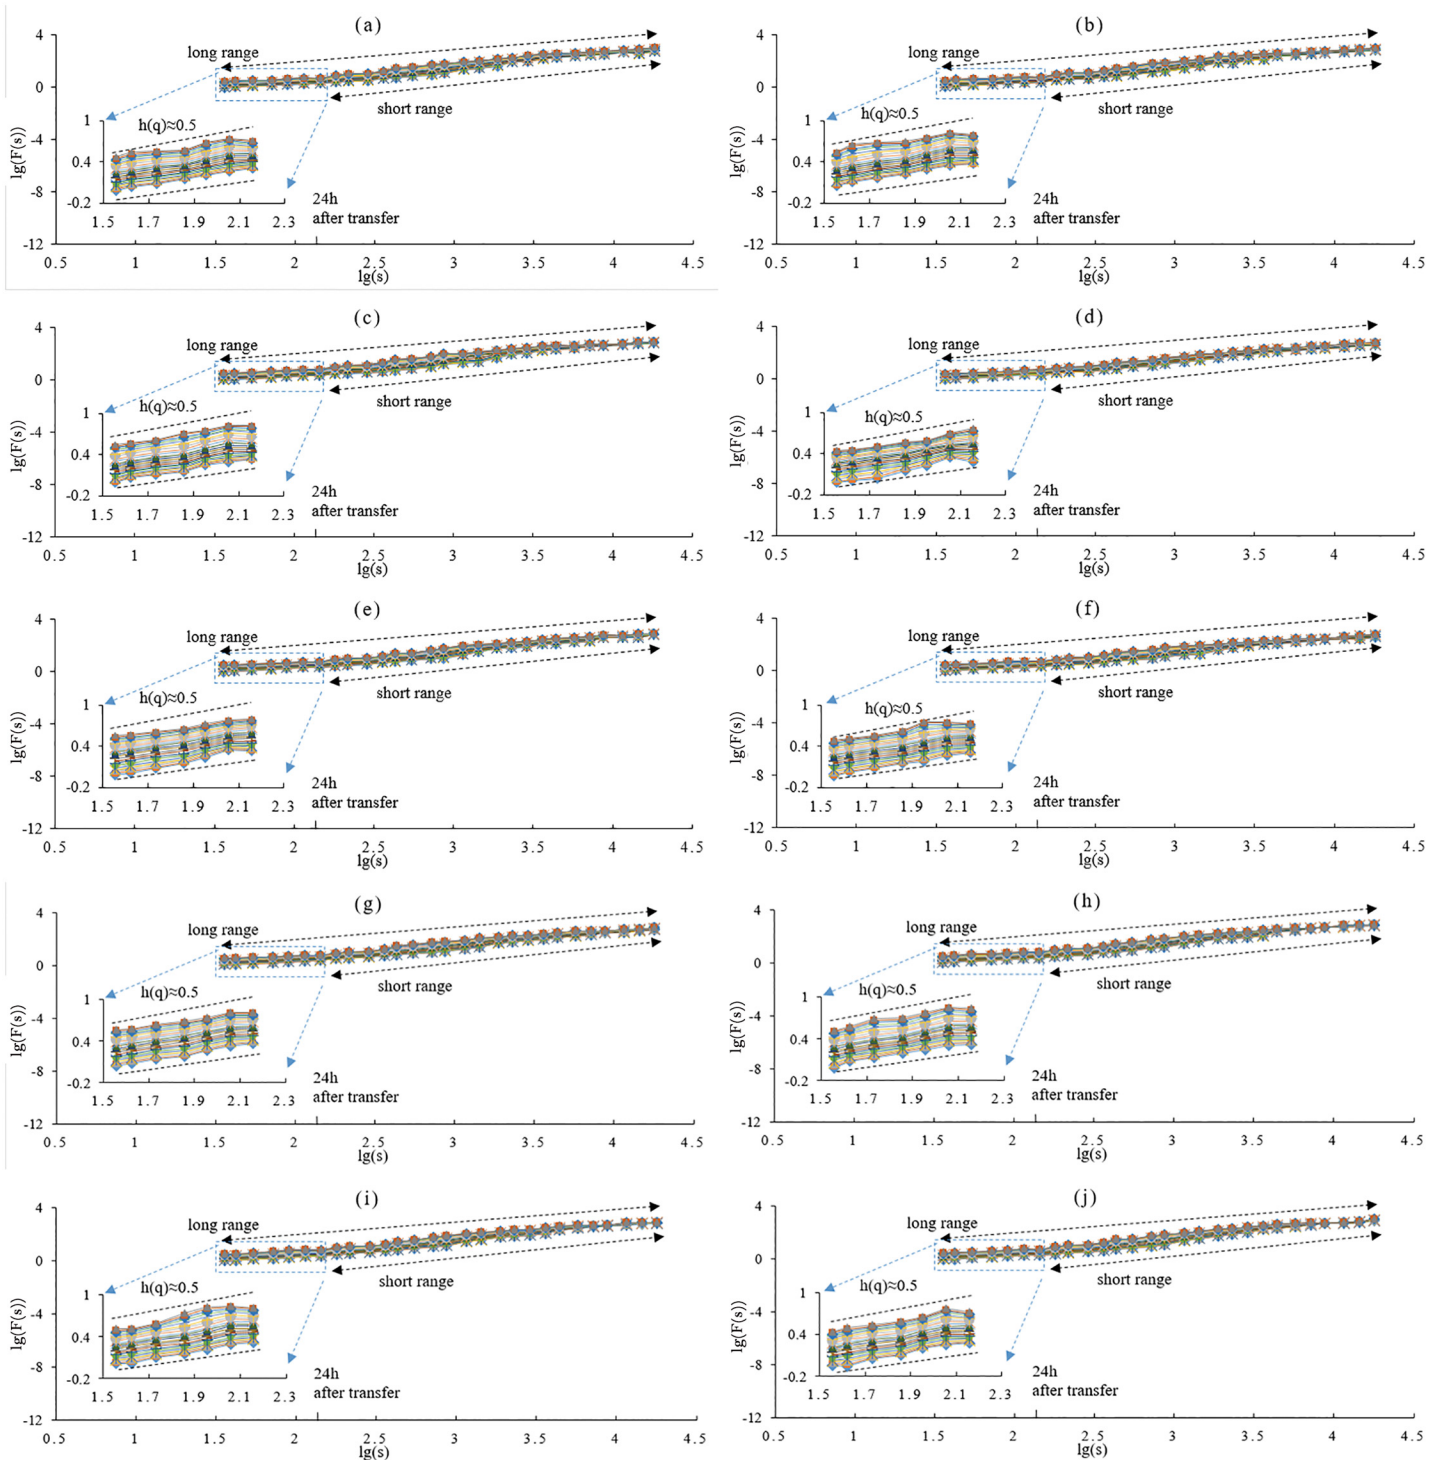 (a)
4
0
-4
-8
-12
lg(F(s))
long range
short range
h(q)≈0.5
1
0.4
-0.2
1.5 1.7 1.9 2.1 2.3
24h
after transfer
0.5 1 1.5 2 2.5 3 3.5 4 4.5
lg(s)
(b)
4
0
-4
-8
-12
lg(F(s))
long range
short range
h(q)≈0.5
1
0.4
-0.2
1.5 1.7 1.9 2.1 2.3
24h
after transfer
0.5 1 1.5 2 2.5 3 3.5 4 4.5
lg(s)
(c)
4
0
-4
-8
-12
lg(F(s))
long range
short range
h(q)≈0.5
1
0.4
-0.2
1.5 1.7 1.9 2.1 2.3
24h
after transfer
0.5 1 1.5 2 2.5 3 3.5 4 4.5
lg(s)
(d)
4
0
-4
-8
-12
lg(F(s))
long range
short range
h(q)≈0.5
1
0.4
-0.2
1.5 1.7 1.9 2.1 2.3
24h
after transfer
0.5 1 1.5 2 2.5 3 3.5 4 4.5
lg(s)
(e)
4
0
-4
-8
-12
lg(F(s))
long range
short range
h(q)≈0.5
1
0.4
-0.2
1.5 1.7 1.9 2.1 2.3
24h
after transfer
0.5 1 1.5 2 2.5 3 3.5 4 4.5
lg(s)
(f)
4
0
-4
-8
-12
lg(F(s))
long range
short range
h(q)≈0.5
1
0.4
-0.2
1.5 1.7 1.9 2.1 2.3
24h
after transfer
0.5 1 1.5 2 2.5 3 3.5 4 4.5
lg(s)
(g)
4
0
-4
-8
-12
lg(F(s))
long range
short range
h(q)≈0.5
1
0.4
-0.2
1.5 1.7 1.9 2.1 2.3
24h
after transfer
0.5 1 1.5 2 2.5 3 3.5 4 4.5
lg(s)
(h)
4
0
-4
-8
-12
lg(F(s))
long range
short range
h(q)≈0.5
1
0.4
-0.2
1.5 1.7 1.9 2.1 2.3
24h
after transfer
0.5 1 1.5 2 2.5 3 3.5 4 4.5
lg(s)
(i)
4
0
-4
-8
-12
lg(F(s))
long range
short range
h(q)≈0.5
1
0.4
-0.2
1.5 1.7 1.9 2.1 2.3
24h
after transfer
0.5 1 1.5 2 2.5 3 3.5 4 4.5
lg(s)
(j)
4
0
-4
-8
-12
lg(F(s))
long range
short range
h(q)≈0.5
1
0.4
-0.2
1.5 1.7 1.9 2.1 2.3
24h
after transfer
0.5 1 1.5 2 2.5 3 3.5 4 4.5
lg(s)